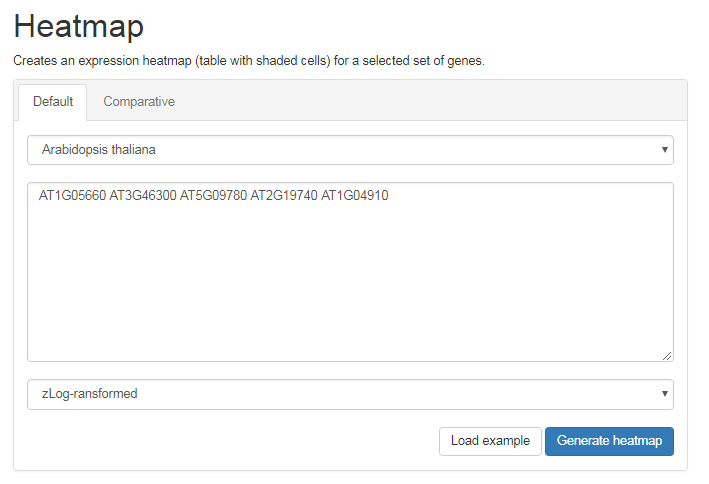 Heatmap
Creates an expression heatmap (table with shaded cells) for a selected set of genes.
Default Comparative
Arabidopsis thaliana
AT1G05660 AT3G46300 AT5G09780 AT2G19740 AT1G04910
zLog-ransformed
Load example Generate heatmap